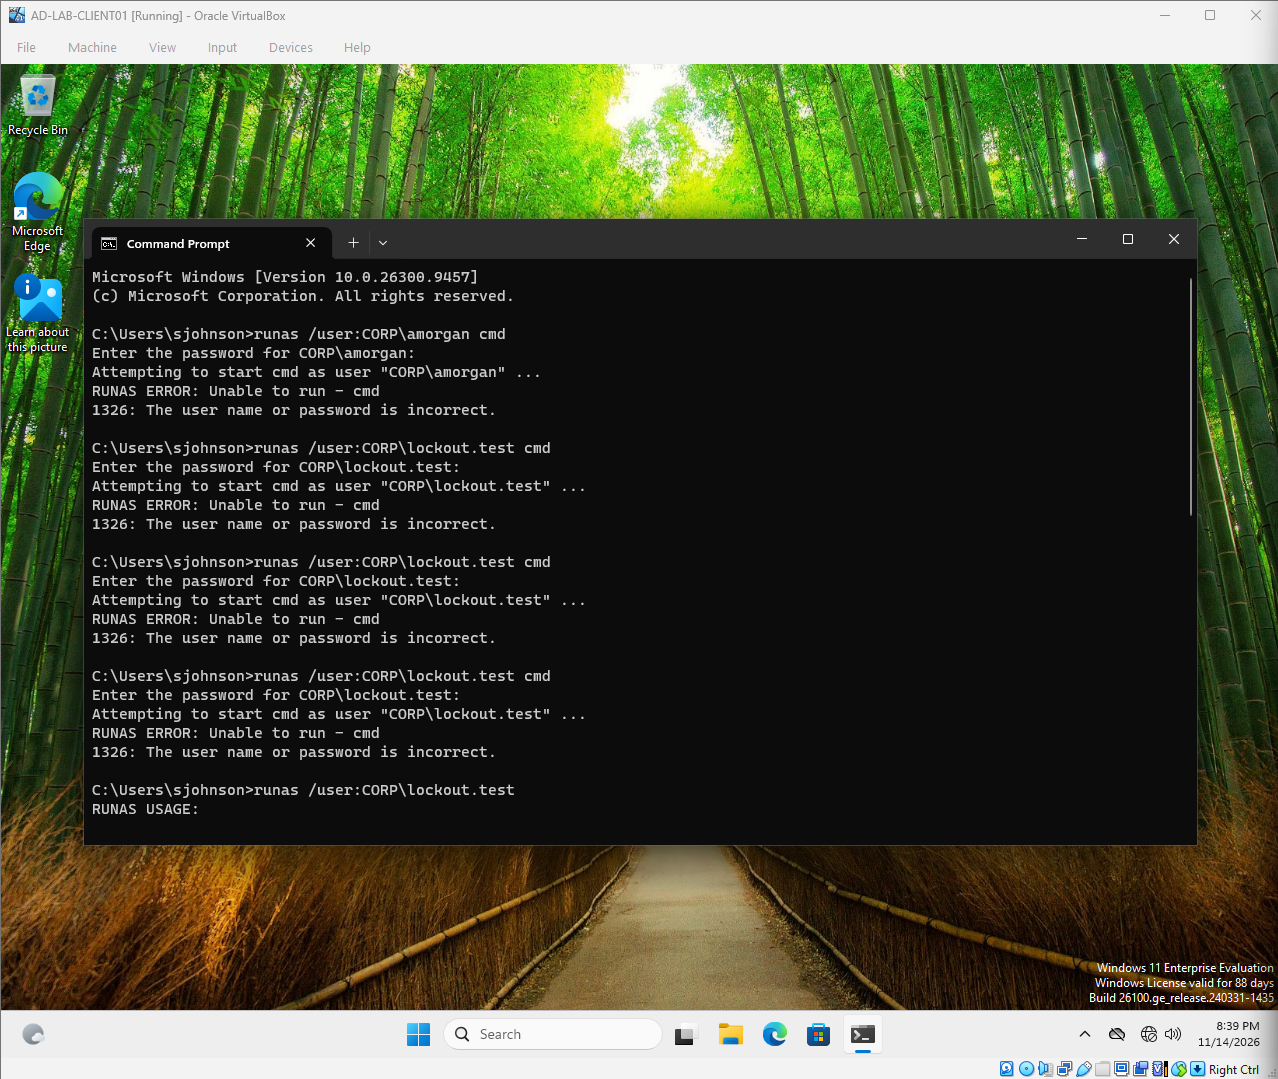 AD-LAB-CLIENT01 [Running] - Oracle VirtualBox
File Machine View Input Devices Help
Recycle Bin
Microsoft
Edge
Learn about
this picture
Command Prompt
Microsoft Windows [Version 10.0.26300.9457]
(c) Microsoft Corporation. All rights reserved.
C:\Users\sjohnson>runas /user:CORP\amorgan cmd
Enter the password for CORP\amorgan:
Attempting to start cmd as user "CORP\amorgan" ...
RUNAS ERROR: Unable to run - cmd
1326: The user name or password is incorrect.
C:\Users\sjohnson>runas /user:CORP\lockout.test cmd
Enter the password for CORP\lockout.test:
Attempting to start cmd as user "CORP\lockout.test" ...
RUNAS ERROR: Unable to run - cmd
1326: The user name or password is incorrect.
C:\Users\sjohnson>runas /user:CORP\lockout.test cmd
Enter the password for CORP\lockout.test:
Attempting to start cmd as user "CORP\lockout.test" ...
RUNAS ERROR: Unable to run - cmd
1326: The user name or password is incorrect.
C:\Users\sjohnson>runas /user:CORP\lockout.test cmd
Enter the password for CORP\lockout.test:
Attempting to start cmd as user "CORP\lockout.test" ...
RUNAS ERROR: Unable to run - cmd
1326: The user name or password is incorrect.
C:\Users\sjohnson>runas /user:CORP\lockout.test
RUNAS USAGE:
Windows 11 Enterprise Evaluation
Windows License valid for 88 days
Build 26100.ge_release.240331-1435
Search
8:39 PM
11/14/2026
Right Ctrl